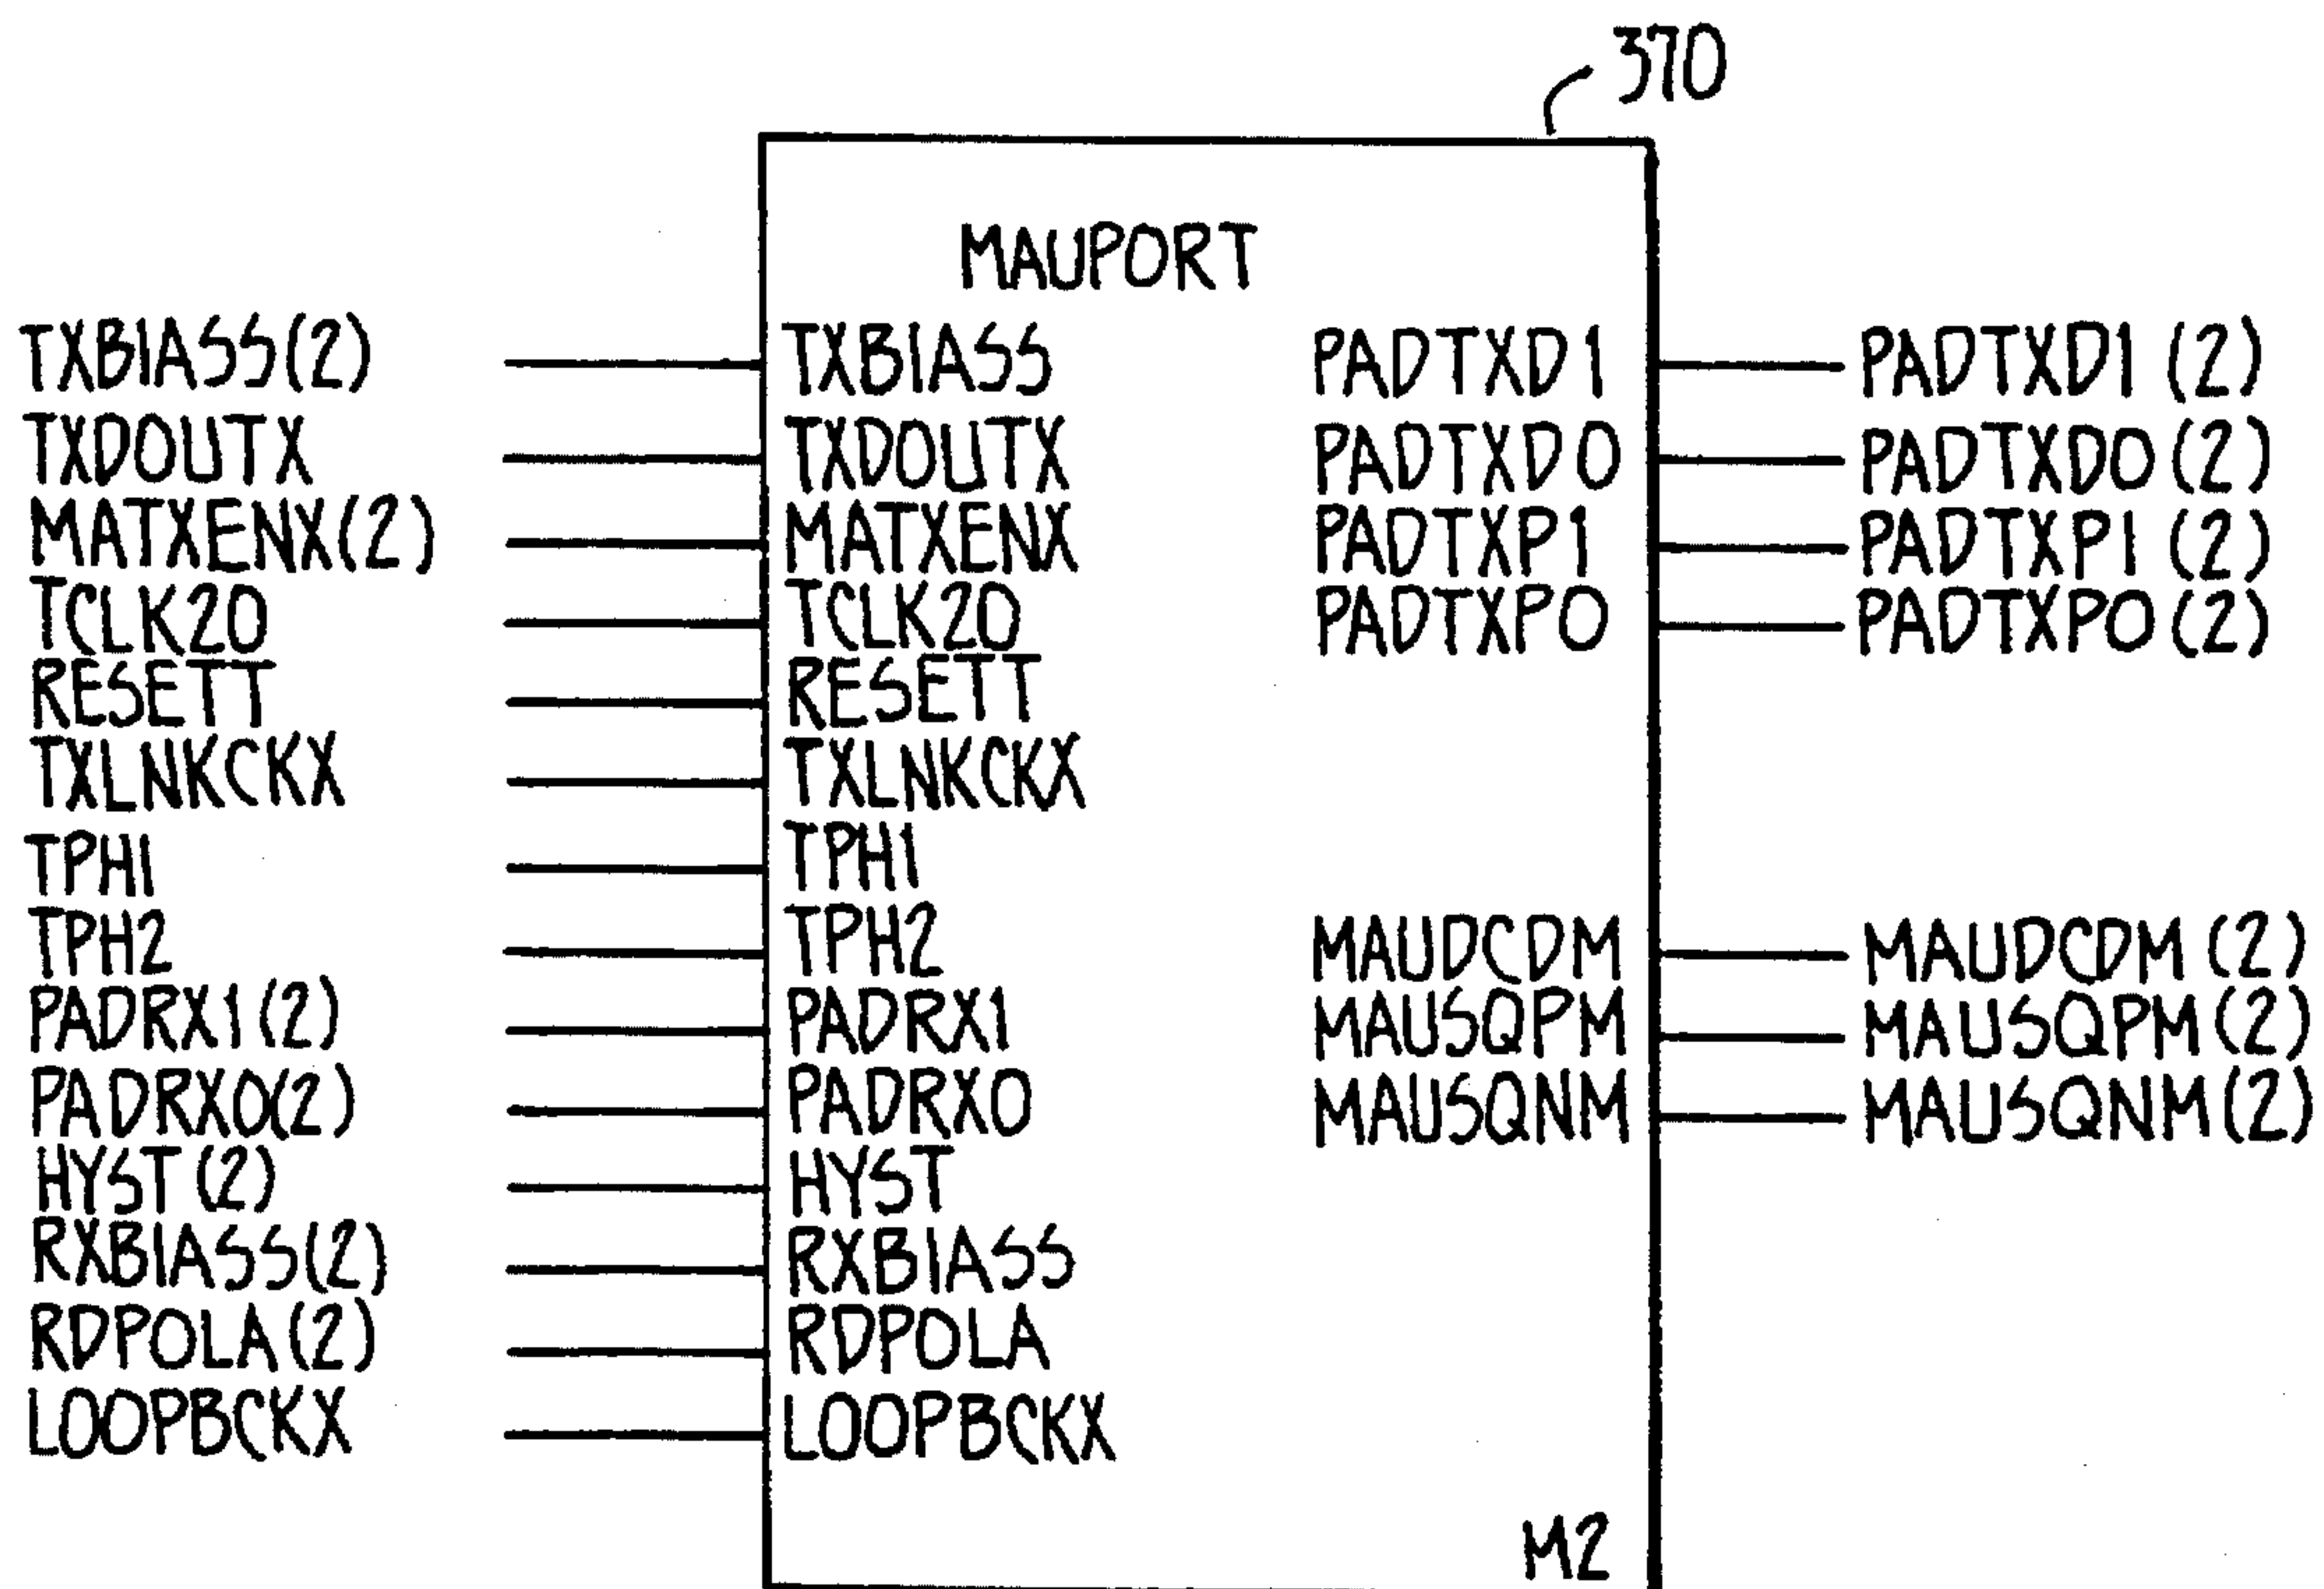 370
MAUPORT
TXBIASS(2) TXBIASS PADTXD1 PADTXD1 (2)
TXDOUTX TXDOUTX PADTXD0 PADTXD0 (2)
MATXENX(2) MATXENX PADTXP1 PADTXP1 (2)
TCLK20 TCLK20 PADTXP0 PADTXP0 (2)
RESETT RESETT
TXLNKCKX TXLNKCKX
TPH1 TPH1
TPH2 TPH2 MAUDCDM MAUDCDM (2)
PADRX1 (2) PADRX1 MAUSQPM MAUSQPM (2)
PADRX0(2) PADRX0 MAUSQNM MAUSQNM (2)
HYST (2) HYST
RXBIASS(2) RXBIASS
RDPOLA (2) RDPOLA
LOOPBCKX LOOPBCKX
M2